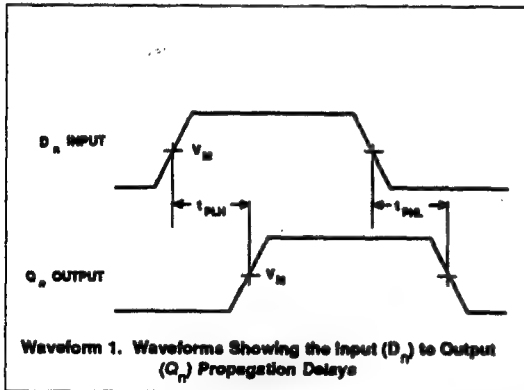 Dn INPUT
VM
tPLH
tPHL
Qn OUTPUT
VM
Waveform 1. Waveforms Showing the Input (Dn) to Output
(Qn) Propagation Delays